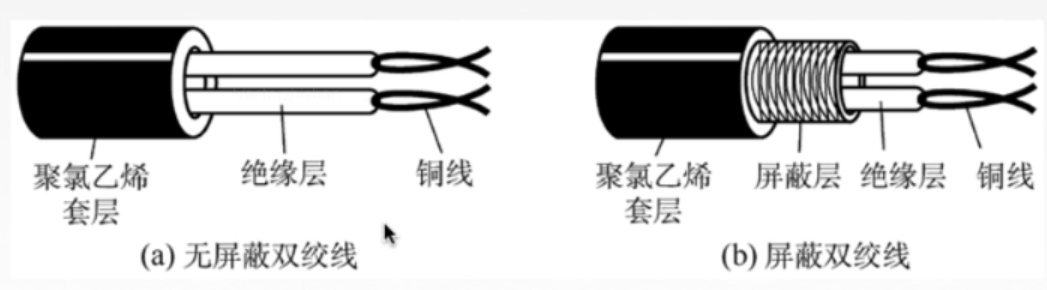 聚氯乙烯
套层
绝缘层
铜线
(a) 无屏蔽双绞线
聚氯乙烯
套层
屏蔽层
绝缘层
铜线
(b) 屏蔽双绞线